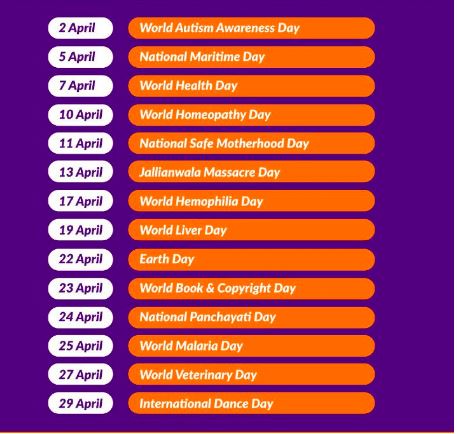 2 April World Autism Awareness Day
5 April National Maritime Day
7 April World Health Day
10 April World Homeopathy Day
11 April National Safe Motherhood Day
13 April Jallianwala Massacre Day
17 April World Hemophilia Day
19 April World Liver Day
22 April Earth Day
23 April World Book & Copyright Day
24 April National Panchayati Day
25 April World Malaria Day
27 April World Veterinary Day
29 April International Dance Day